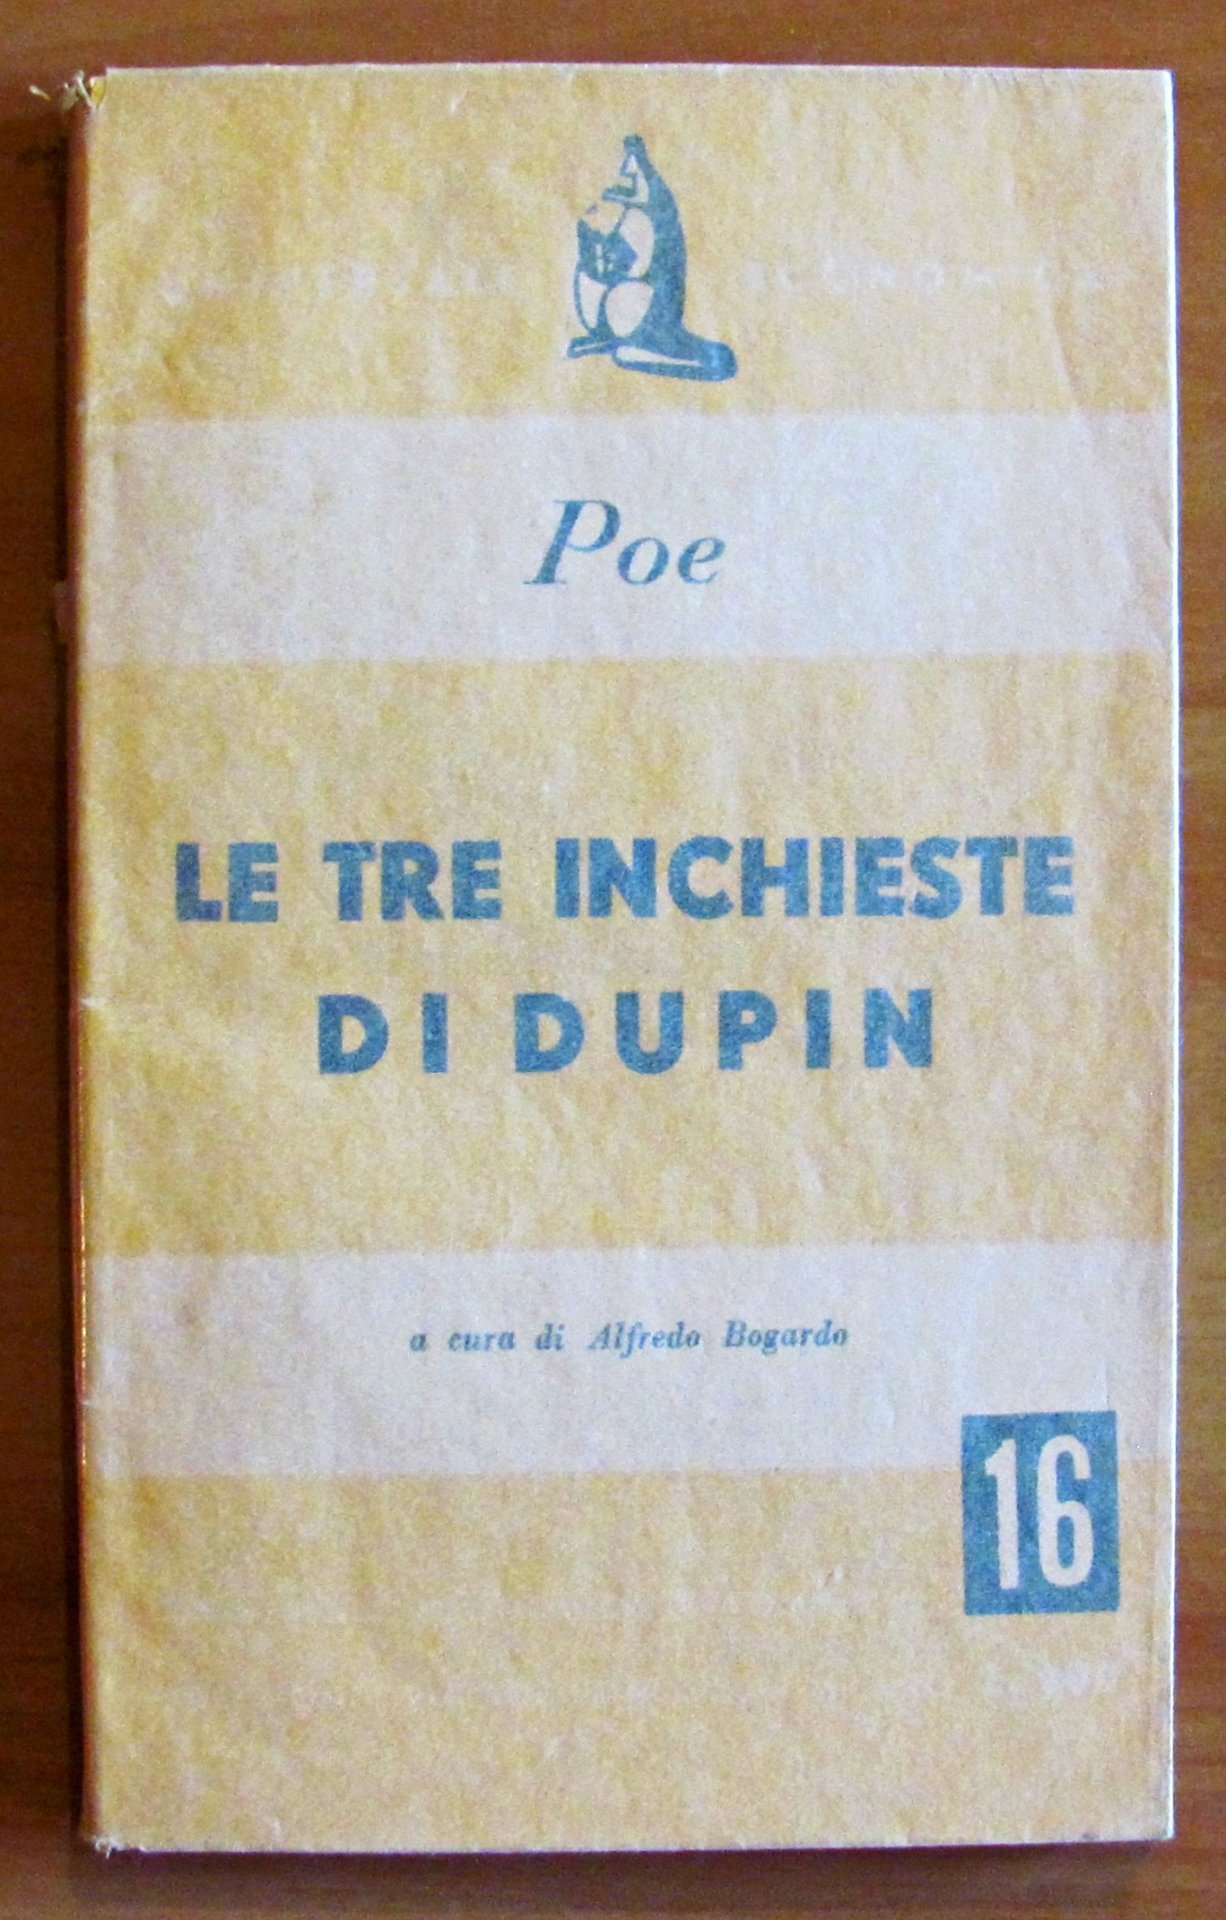 Poe
LE TRE INCHIESTE
DI DUPIN
a cura di Alfredo Bogardo
16